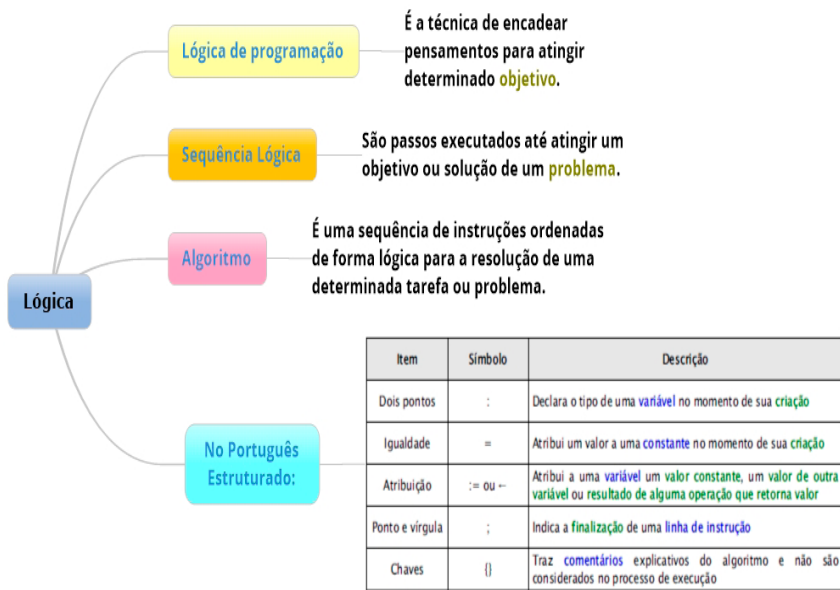 Lógica de programação
É a técnica de encadear
pensamentos para atingir
determinado objetivo.
Sequência Lógica
São passos executados até atingir um
objetivo ou solução de um problema.
Algoritmo
É uma sequência de instruções ordenadas
de forma lógica para a resolução de uma
determinada tarefa ou problema.
Lógica
No Português
Estruturado:
Item Símbolo Descrição
Dois pontos : Declara o tipo de uma variável no momento de sua criação
Igualdade = Atribui um valor a uma constante no momento de sua criação
Atribuição := ou ← Atribui a uma variável um valor constante, um valor de outra
variável ou resultado de alguma operação que retorna valor
Ponto e vírgula ; Indica a finalização de uma linha de instrução
Chaves {} Traz comentários explicativos do algoritmo e não são
considerados no processo de execução